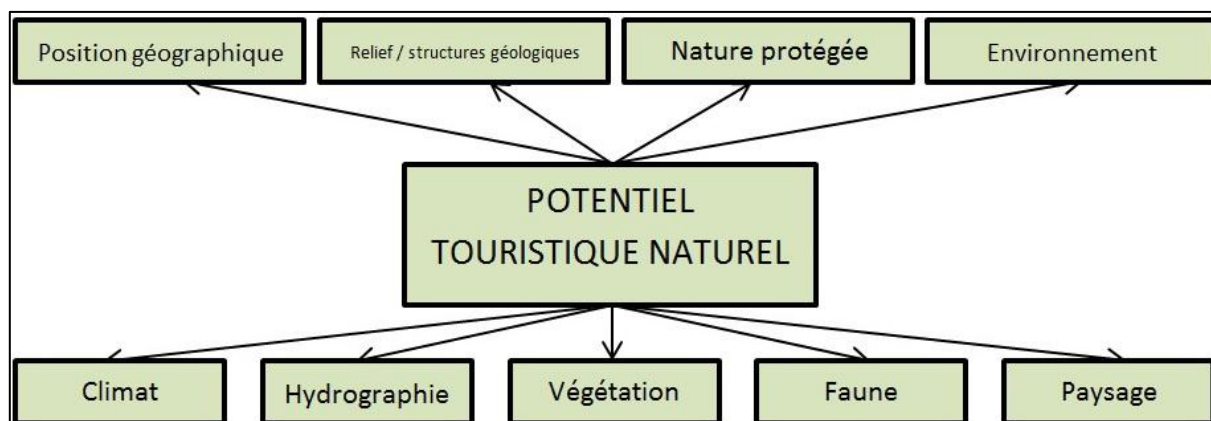 Position géographique
Relief / structures géologiques
Nature protégée
Environnement
POTENTIEL
TOURISTIQUE NATUREL
Climat
Hydrographie
Végétation
Faune
Paysage